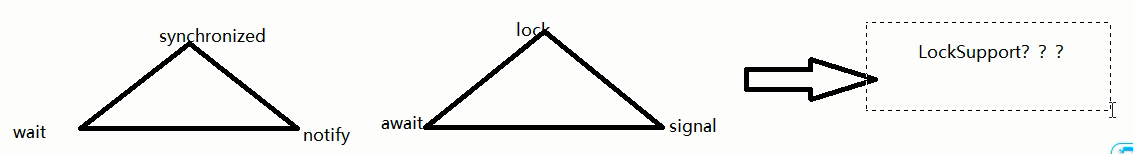 synchronized
wait
notify
lock
await
signal
LockSupport？？？